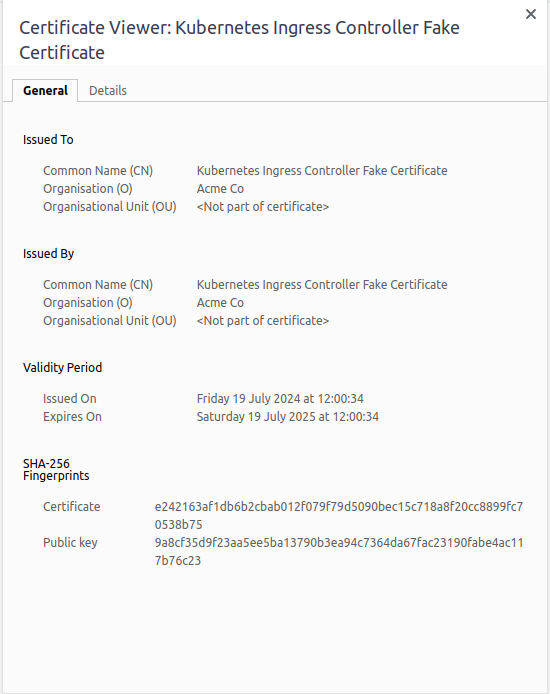 Certificate Viewer: Kubernetes Ingress Controller Fake
Certificate
General Details
Issued To
Common Name (CN) Kubernetes Ingress Controller Fake Certificate
Organisation (O) Acme Co
Organisational Unit (OU) <Not part of certificate>
Issued By
Common Name (CN) Kubernetes Ingress Controller Fake Certificate
Organisation (O) Acme Co
Organisational Unit (OU) <Not part of certificate>
Validity Period
Issued On Friday 19 July 2024 at 12:00:34
Expires On Saturday 19 July 2025 at 12:00:34
SHA-256
Fingerprints
Certificate e242163af1db6b2cbab012f079f79d5090bec15c718a8f20cc8899fc7
0538b75
Public key 9a8cf35d9f23aa5ee5ba13790b3ea94c7364da67fac23190fabe4ac11
7b76c23